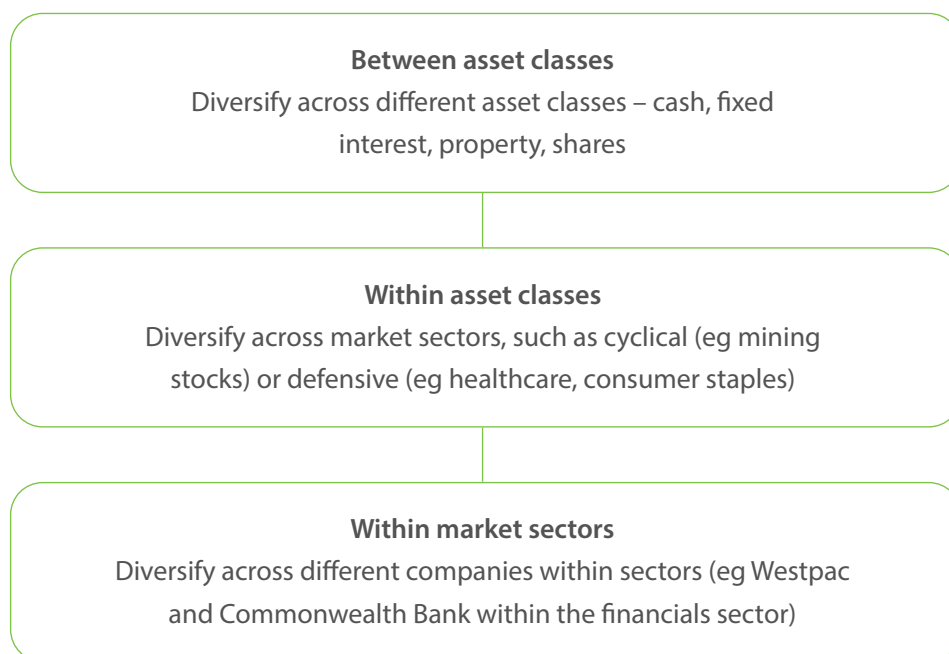 Between asset classes
Diversify across different asset classes – cash, fixed
interest, property, shares
Within asset classes
Diversify across market sectors, such as cyclical (eg mining
stocks) or defensive (eg healthcare, consumer staples)
Within market sectors
Diversify across different companies within sectors (eg Westpac
and Commonwealth Bank within the financials sector)